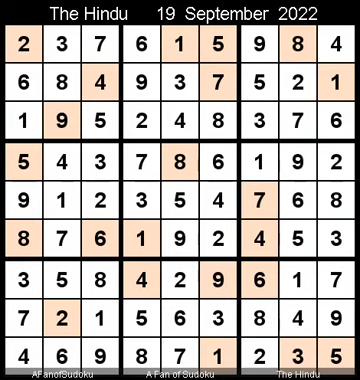 The Hindu 19 September 2022
2 3 7 6 1 5 9 8 4
6 8 4 9 3 7 5 2 1
1 9 5 2 4 8 3 7 6
5 4 3 7 8 6 1 9 2
9 1 2 3 5 4 7 6 8
8 7 6 1 9 2 4 5 3
3 5 8 4 2 9 6 1 7
7 2 1 5 6 3 8 4 9
4 6 9 8 7 1 2 3 5
AFanofSudoku A Fan of Sudoku The Hindu